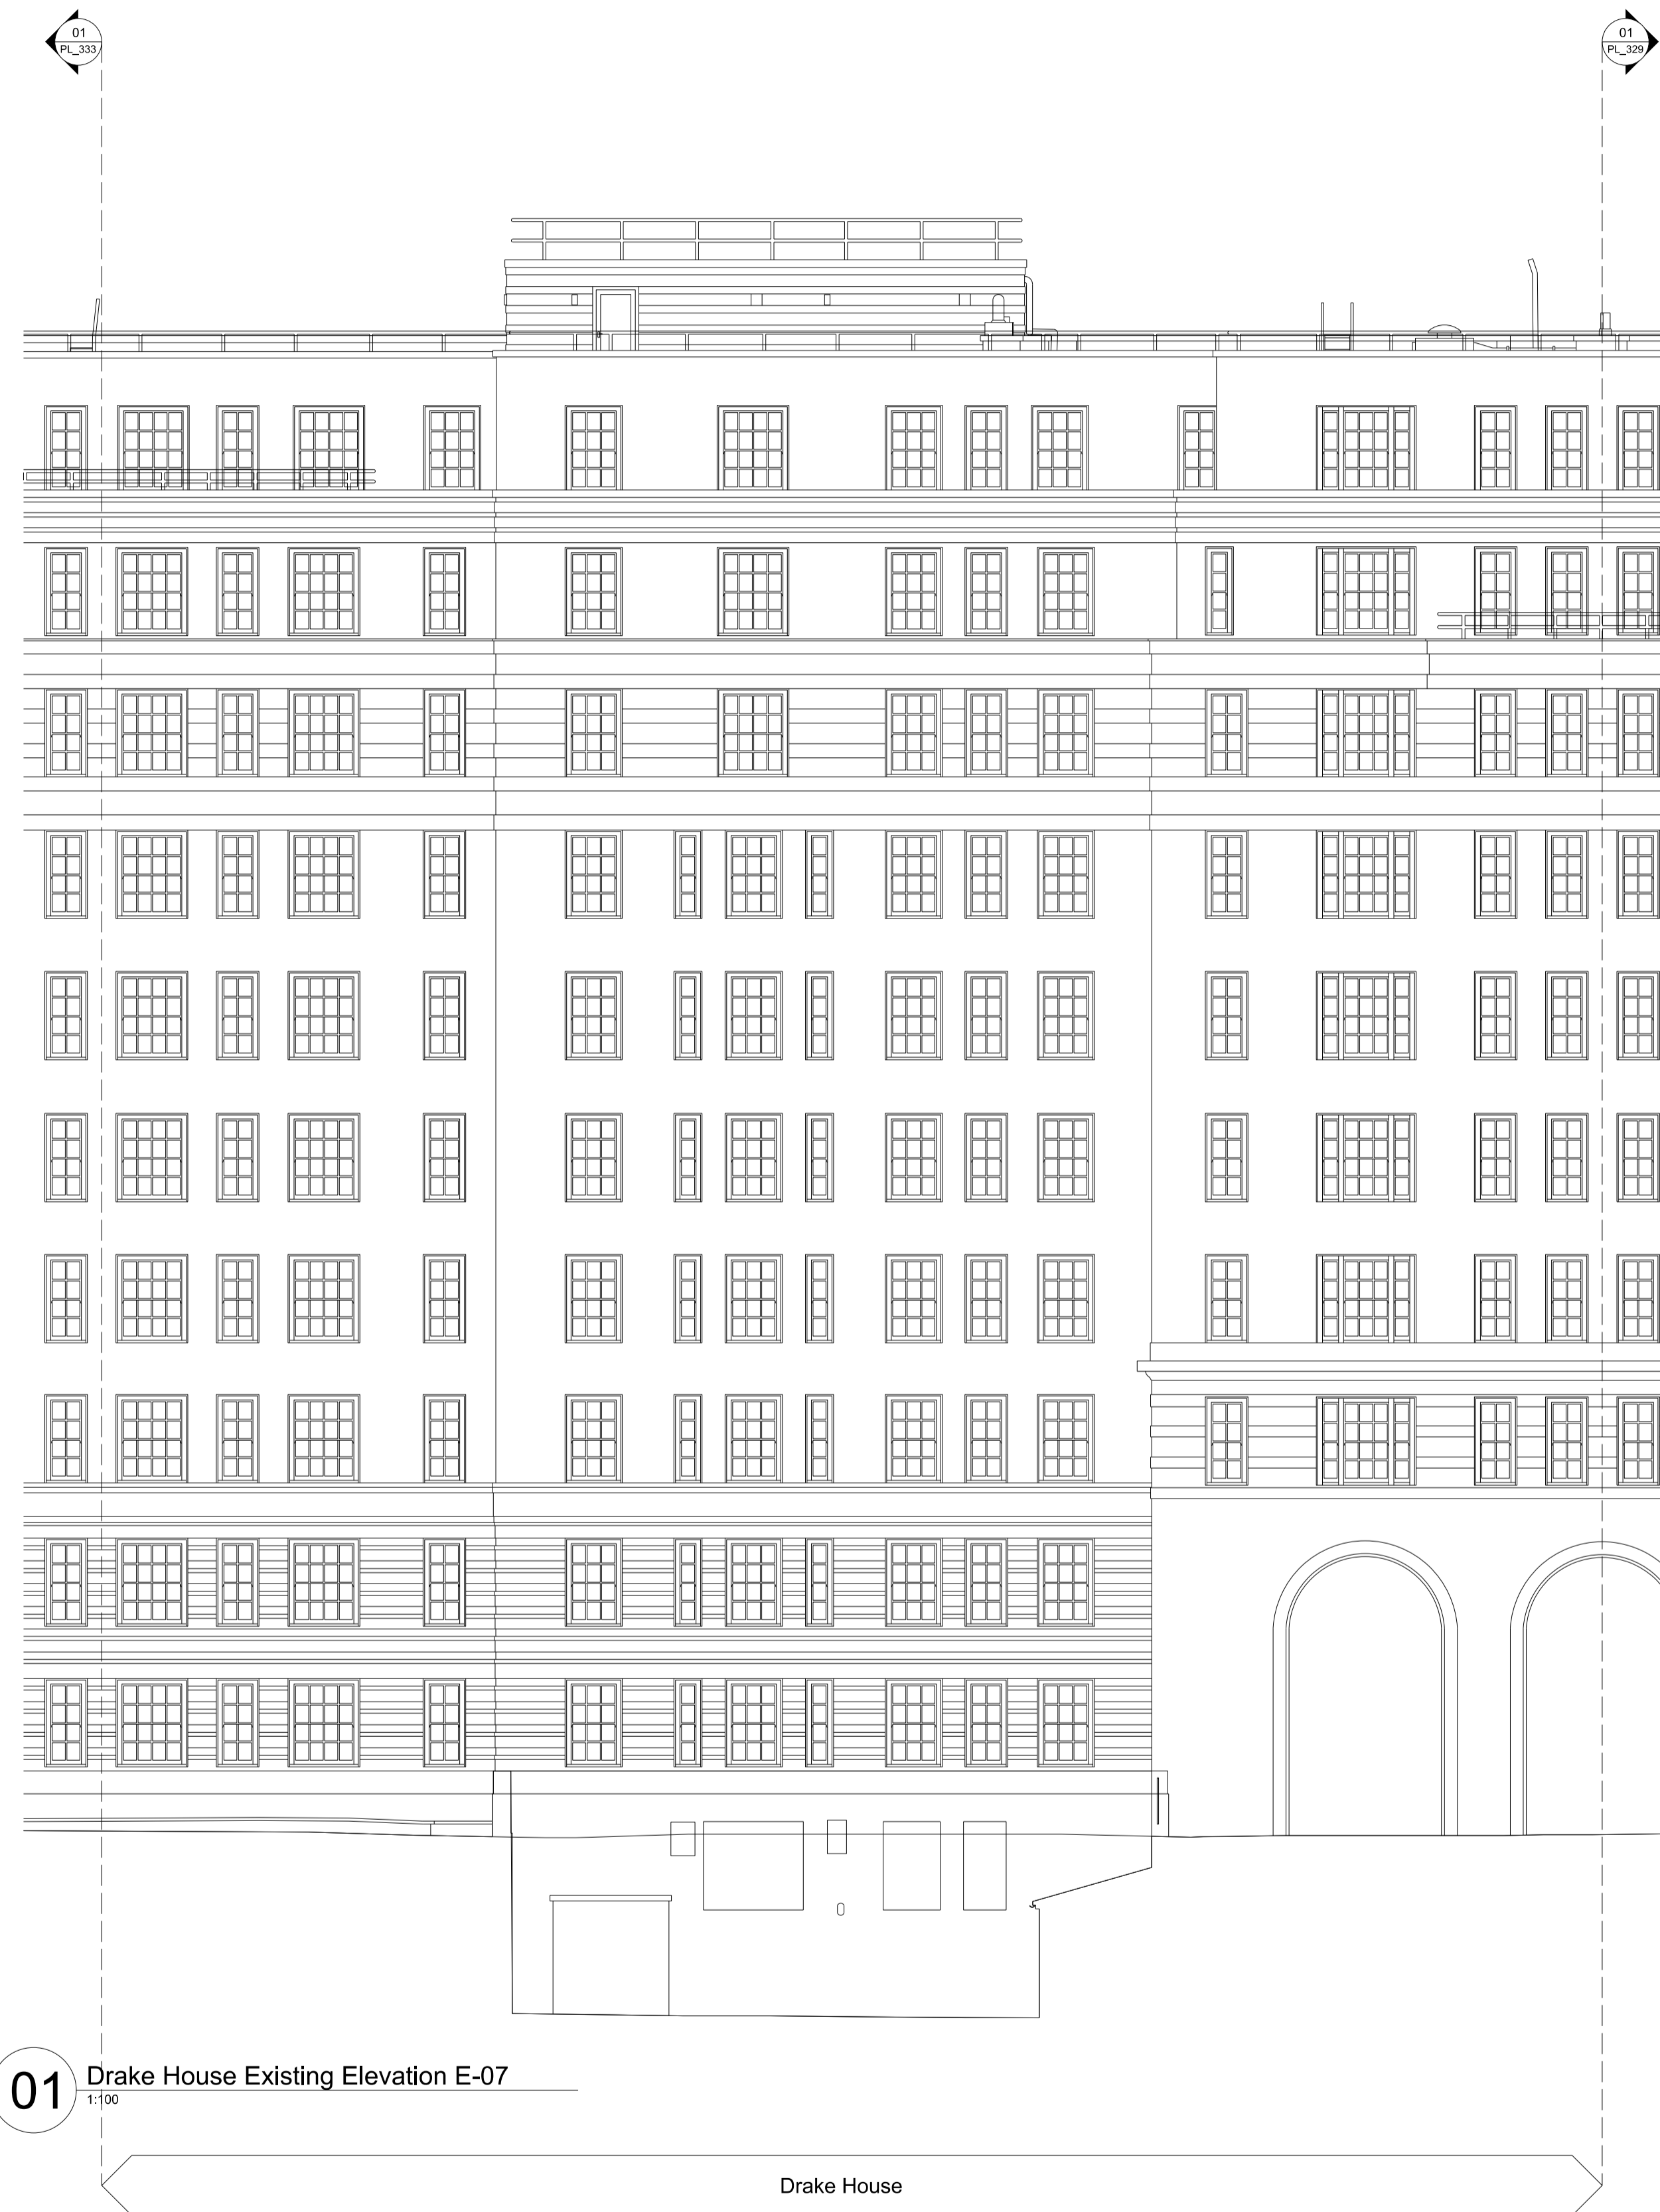 01
PL_333
01
PL_329
01
Drake House Existing Elevation E-07
1:100
Drake House